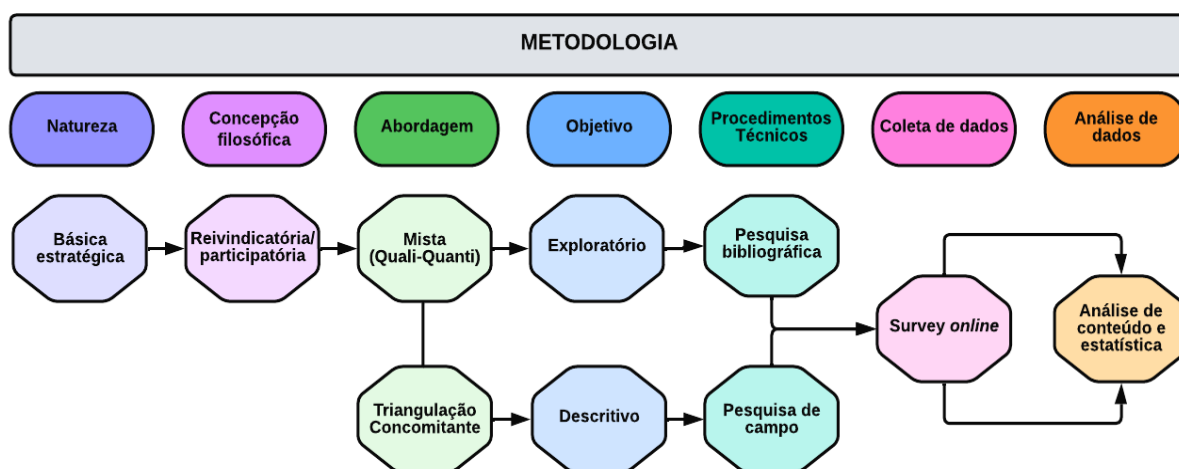 METODOLOGIA
Natureza
Concepção
filosófica
Abordagem
Objetivo
Procedimentos
Técnicos
Coleta de dados
Análise de
dados
Básica
estratégica
Reivindicatória/
participatória
Mista
(Quali-Quanti)
Exploratório
Pesquisa
bibliográfica
Survey online
Análise de
conteúdo e
estatística
Triangulação
Concomitante
Descritivo
Pesquisa de
campo